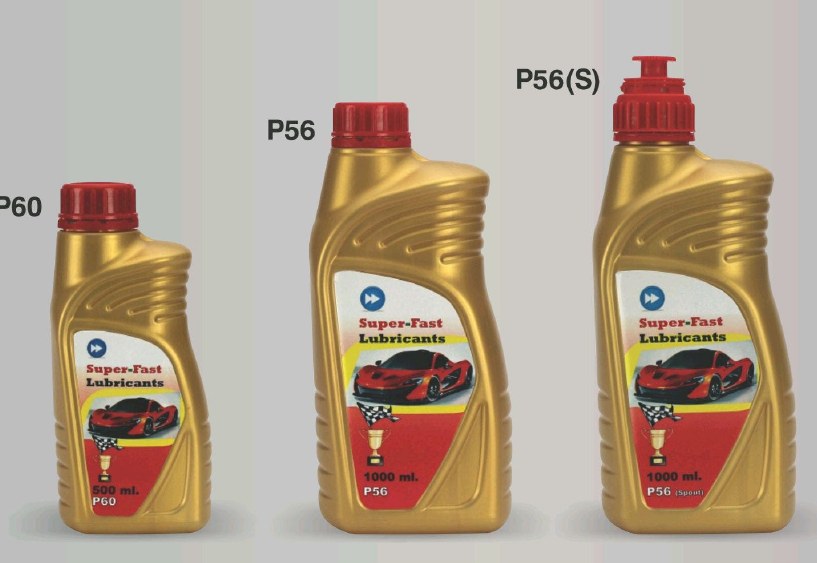 P60
P56
P56(S)
Super-Fast
Lubricants
500 ml.
P60
Super-Fast
Lubricants
1000 ml.
P56
Super-Fast
Lubricants
1000 ml.
P56 (Spout)